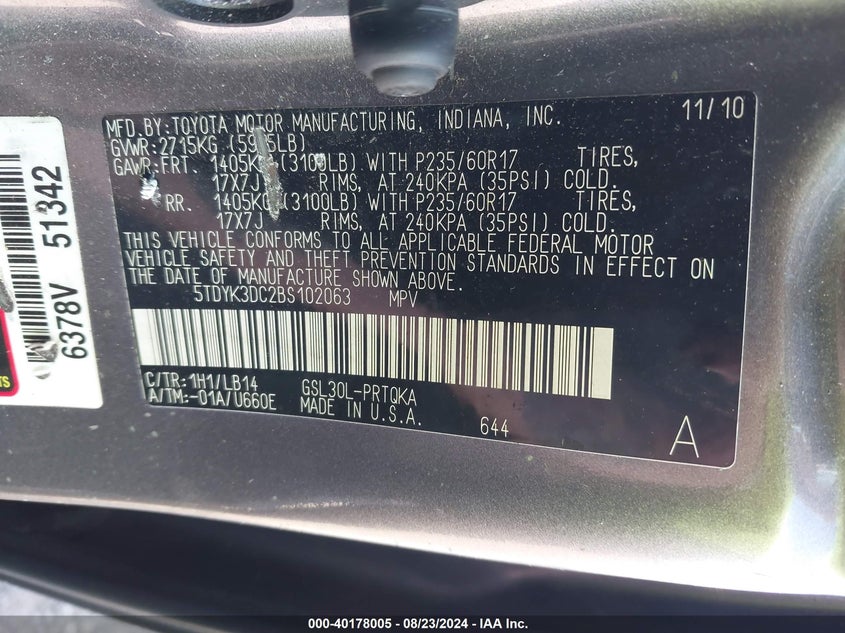 MFD.BY:TOYOTA MOTOR MANUFACTURING, INDIANA, INC. 11/10
GVWR:2715KG
GAWR:FRT. 1405KG (3100LB) WITH P235/60R17 TIRES,
17X7J RIMS, AT 240KPA (35PSI) COLD.
RR. 1405KG (3100LB) WITH P235/60R17 TIRES,
17X7J RIMS, AT 240KPA (35PSI) COLD.
THIS VEHICLE CONFORMS TO ALL APPLICABLE FEDERAL MOTOR
VEHICLE SAFETY AND THEFT PREVENTION STANDARDS IN EFFECT ON
THE DATE OF MANUFACTURE SHOWN ABOVE.
5TDYK3DC2BS102063 MPV
C/TR:1H1/LB14 GSL30L-PRTQKA
A/TM:-01A/U660E MADE IN U.S.A. 644 A
6378V 51342
000-40178005 - 08/23/2024 - IAA Inc.